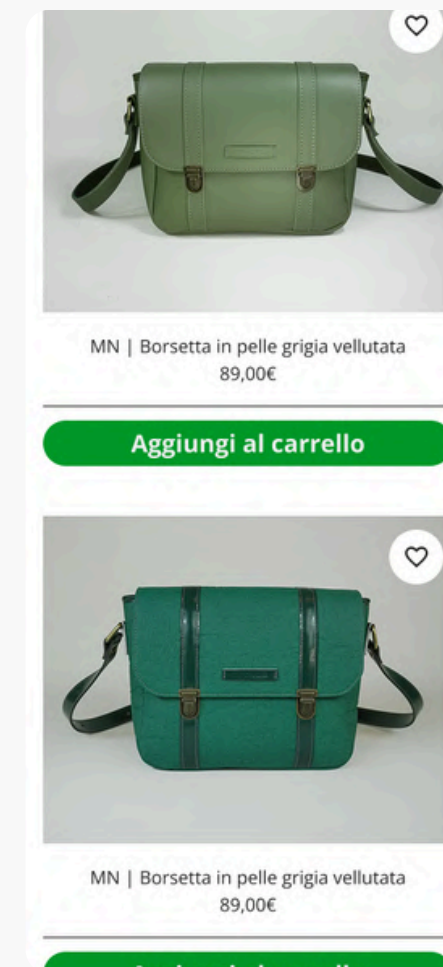 MN | Borsetta in pelle grigia vellutata
89,00€
Aggiungi al carrello
MN | Borsetta in pelle grigia vellutata
89,00€